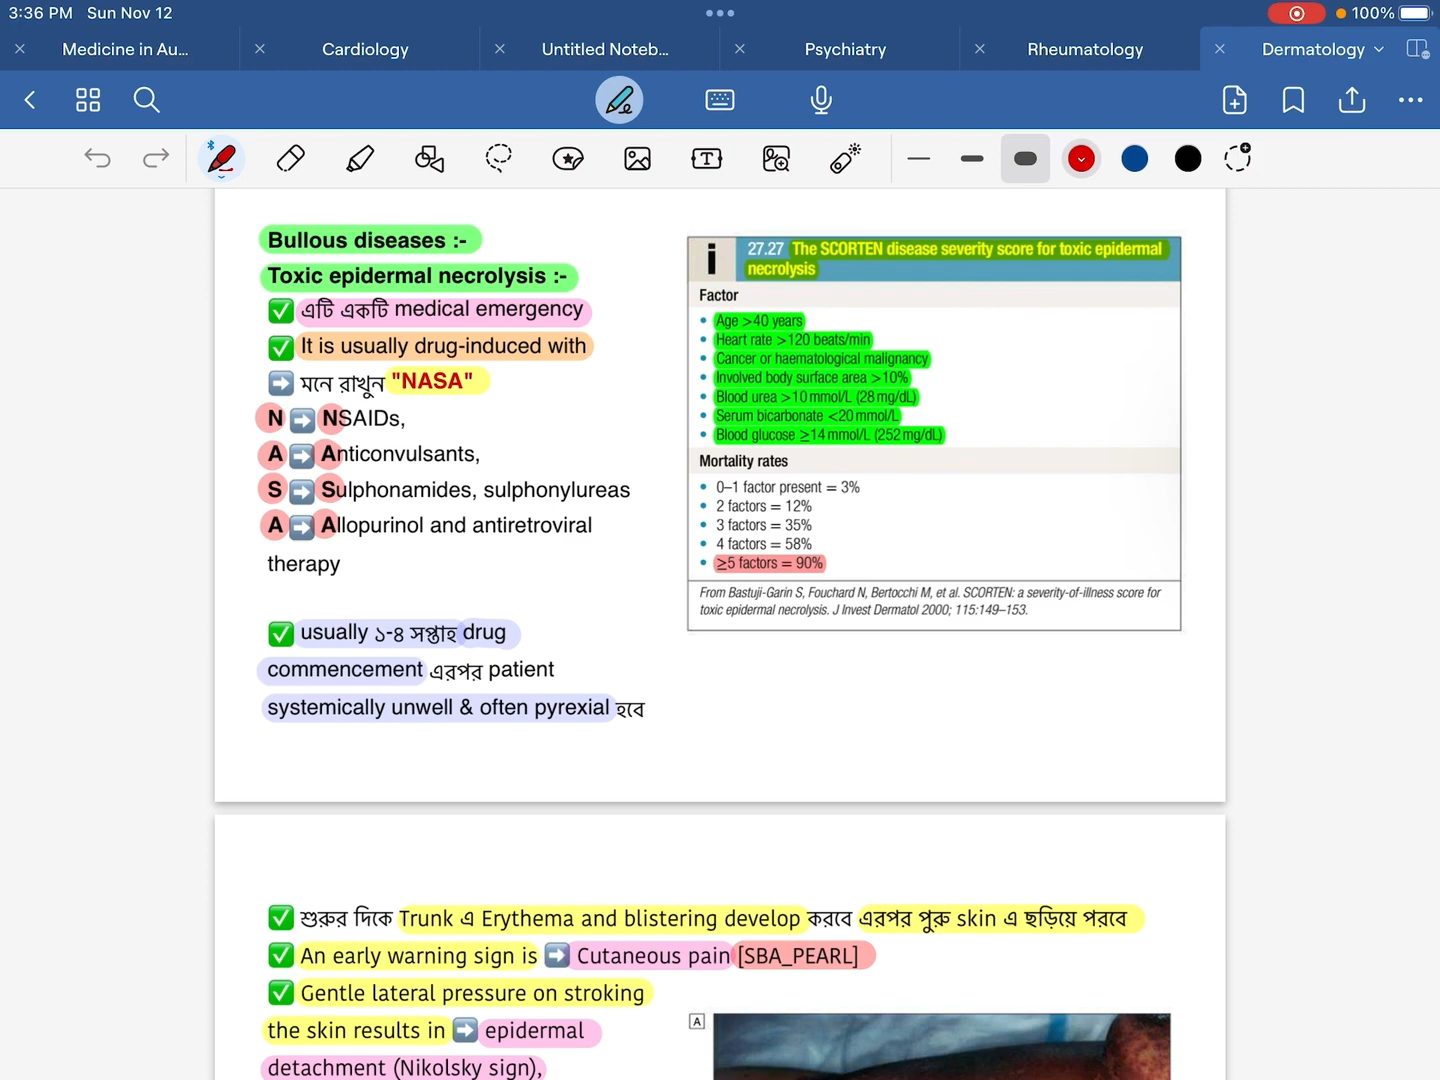 3:36 PM Sun Nov 12
100%
Medicine in Au...
Cardiology
Untitled Noteb...
Psychiatry
Rheumatology
Dermatology
Bullous diseases :-
Toxic epidermal necrolysis :-
✅ এটি একটি medical emergency
✅ It is usually drug-induced with
➡️ মনে রাখুন "NASA"
N ➡️ NSAIDs,
A ➡️ Anticonvulsants,
S ➡️ Sulphonamides, sulphonylureas
A ➡️ Allopurinol and antiretroviral
therapy
✅ usually ১-৪ সপ্তাহ drug
commencement এরপর patient
systemically unwell & often pyrexial হবে
i
27.27 The SCORTEN disease severity score for toxic epidermal
necrolysis
Factor
• Age >40 years
• Heart rate >120 beats/min
• Cancer or haematological malignancy
• Involved body surface area >10%
• Blood urea >10 mmol/L (28 mg/dL)
• Serum bicarbonate <20 mmol/L
• Blood glucose ≥14 mmol/L (252 mg/dL)
Mortality rates
• 0–1 factor present = 3%
• 2 factors = 12%
• 3 factors = 35%
• 4 factors = 58%
• ≥5 factors = 90%
From Bastuji-Garin S, Fouchard N, Bertocchi M, et al. SCORTEN: a severity-of-illness score for
toxic epidermal necrolysis. J Invest Dermatol 2000; 115:149–153.
✅ শুরুর দিকে Trunk এ Erythema and blistering develop করবে এরপর পুরু skin এ ছড়িয়ে পরবে
✅ An early warning sign is ➡️ Cutaneous pain [SBA_PEARL]
✅ Gentle lateral pressure on stroking
the skin results in ➡️ epidermal
detachment (Nikolsky sign),
A